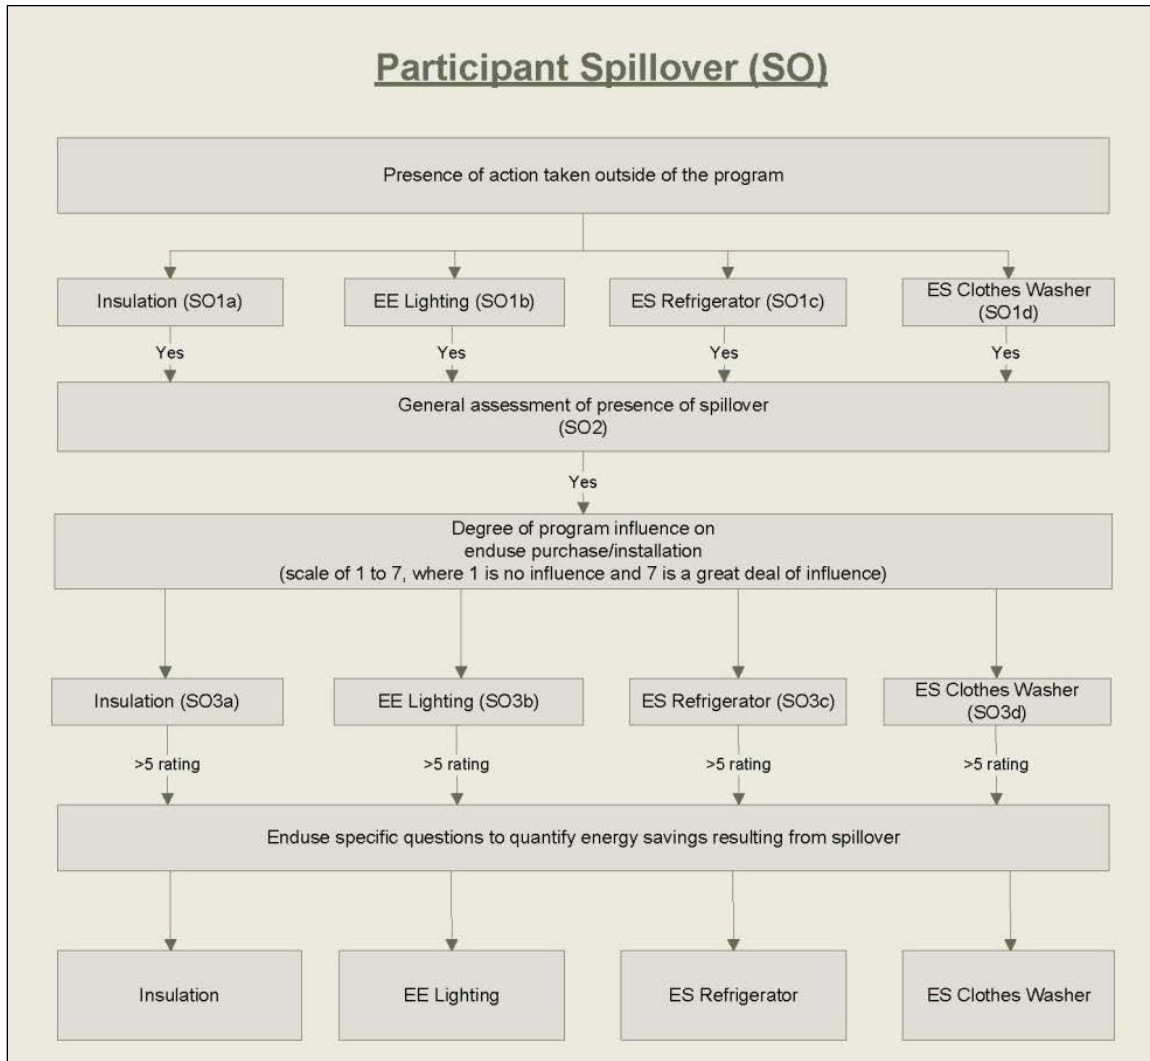 Participant Spillover (SO)
Presence of action taken outside of the program
Insulation (SO1a)
EE Lighting (SO1b)
ES Refrigerator (SO1c)
ES Clothes Washer
(SO1d)
Yes
Yes
Yes
Yes
General assessment of presence of spillover
(SO2)
Yes
Degree of program influence on
enduse purchase/installation
(scale of 1 to 7, where 1 is no influence and 7 is a great deal of influence)
Insulation (SO3a)
EE Lighting (SO3b)
ES Refrigerator (SO3c)
ES Clothes Washer
(SO3d)
>5 rating
>5 rating
>5 rating
>5 rating
Enduse specific questions to quantify energy savings resulting from spillover
Insulation
EE Lighting
ES Refrigerator
ES Clothes Washer